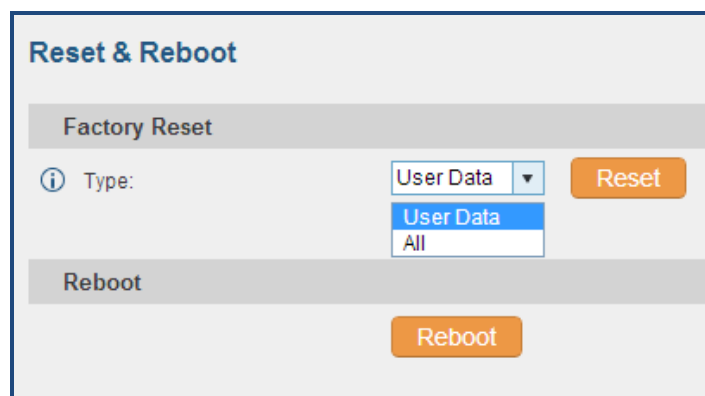 Reset & Reboot
Factory Reset
Type: User Data Reset
User Data
All
Reboot
Reboot